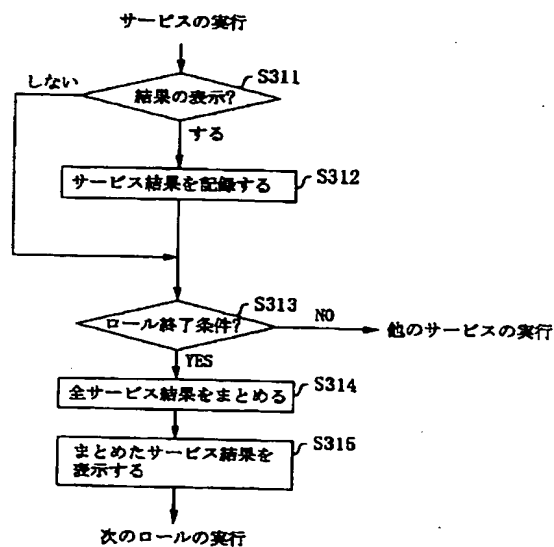 サービスの実行
しない
S311
結果の表示?
する
サービス結果を記録する
S312
S313
ロール終了条件?
NO
他のサービスの実行
YES
全サービス結果をまとめる
S314
まとめたサービス結果を
表示する
S315
次のロールの実行